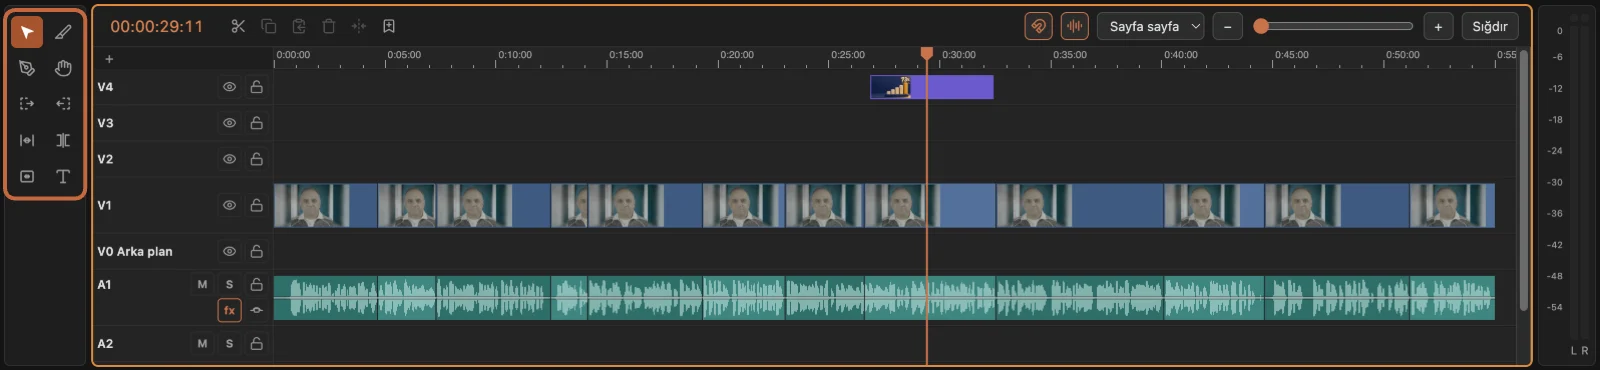 00:00:29:11
Sayfa sayfa
−
+
Sığdır
+
0:00:00 0:05:00 0:10:00 0:15:00 0:20:00 0:25:00 0:30:00 0:35:00 0:40:00 0:45:00 0:50:00 0:55
V4
V3
V2
V1
V0 Arka plan
A1 M S
fx
A2 M S
T
0
-6
-12
-18
-24
-30
-36
-42
-48
-54
L R